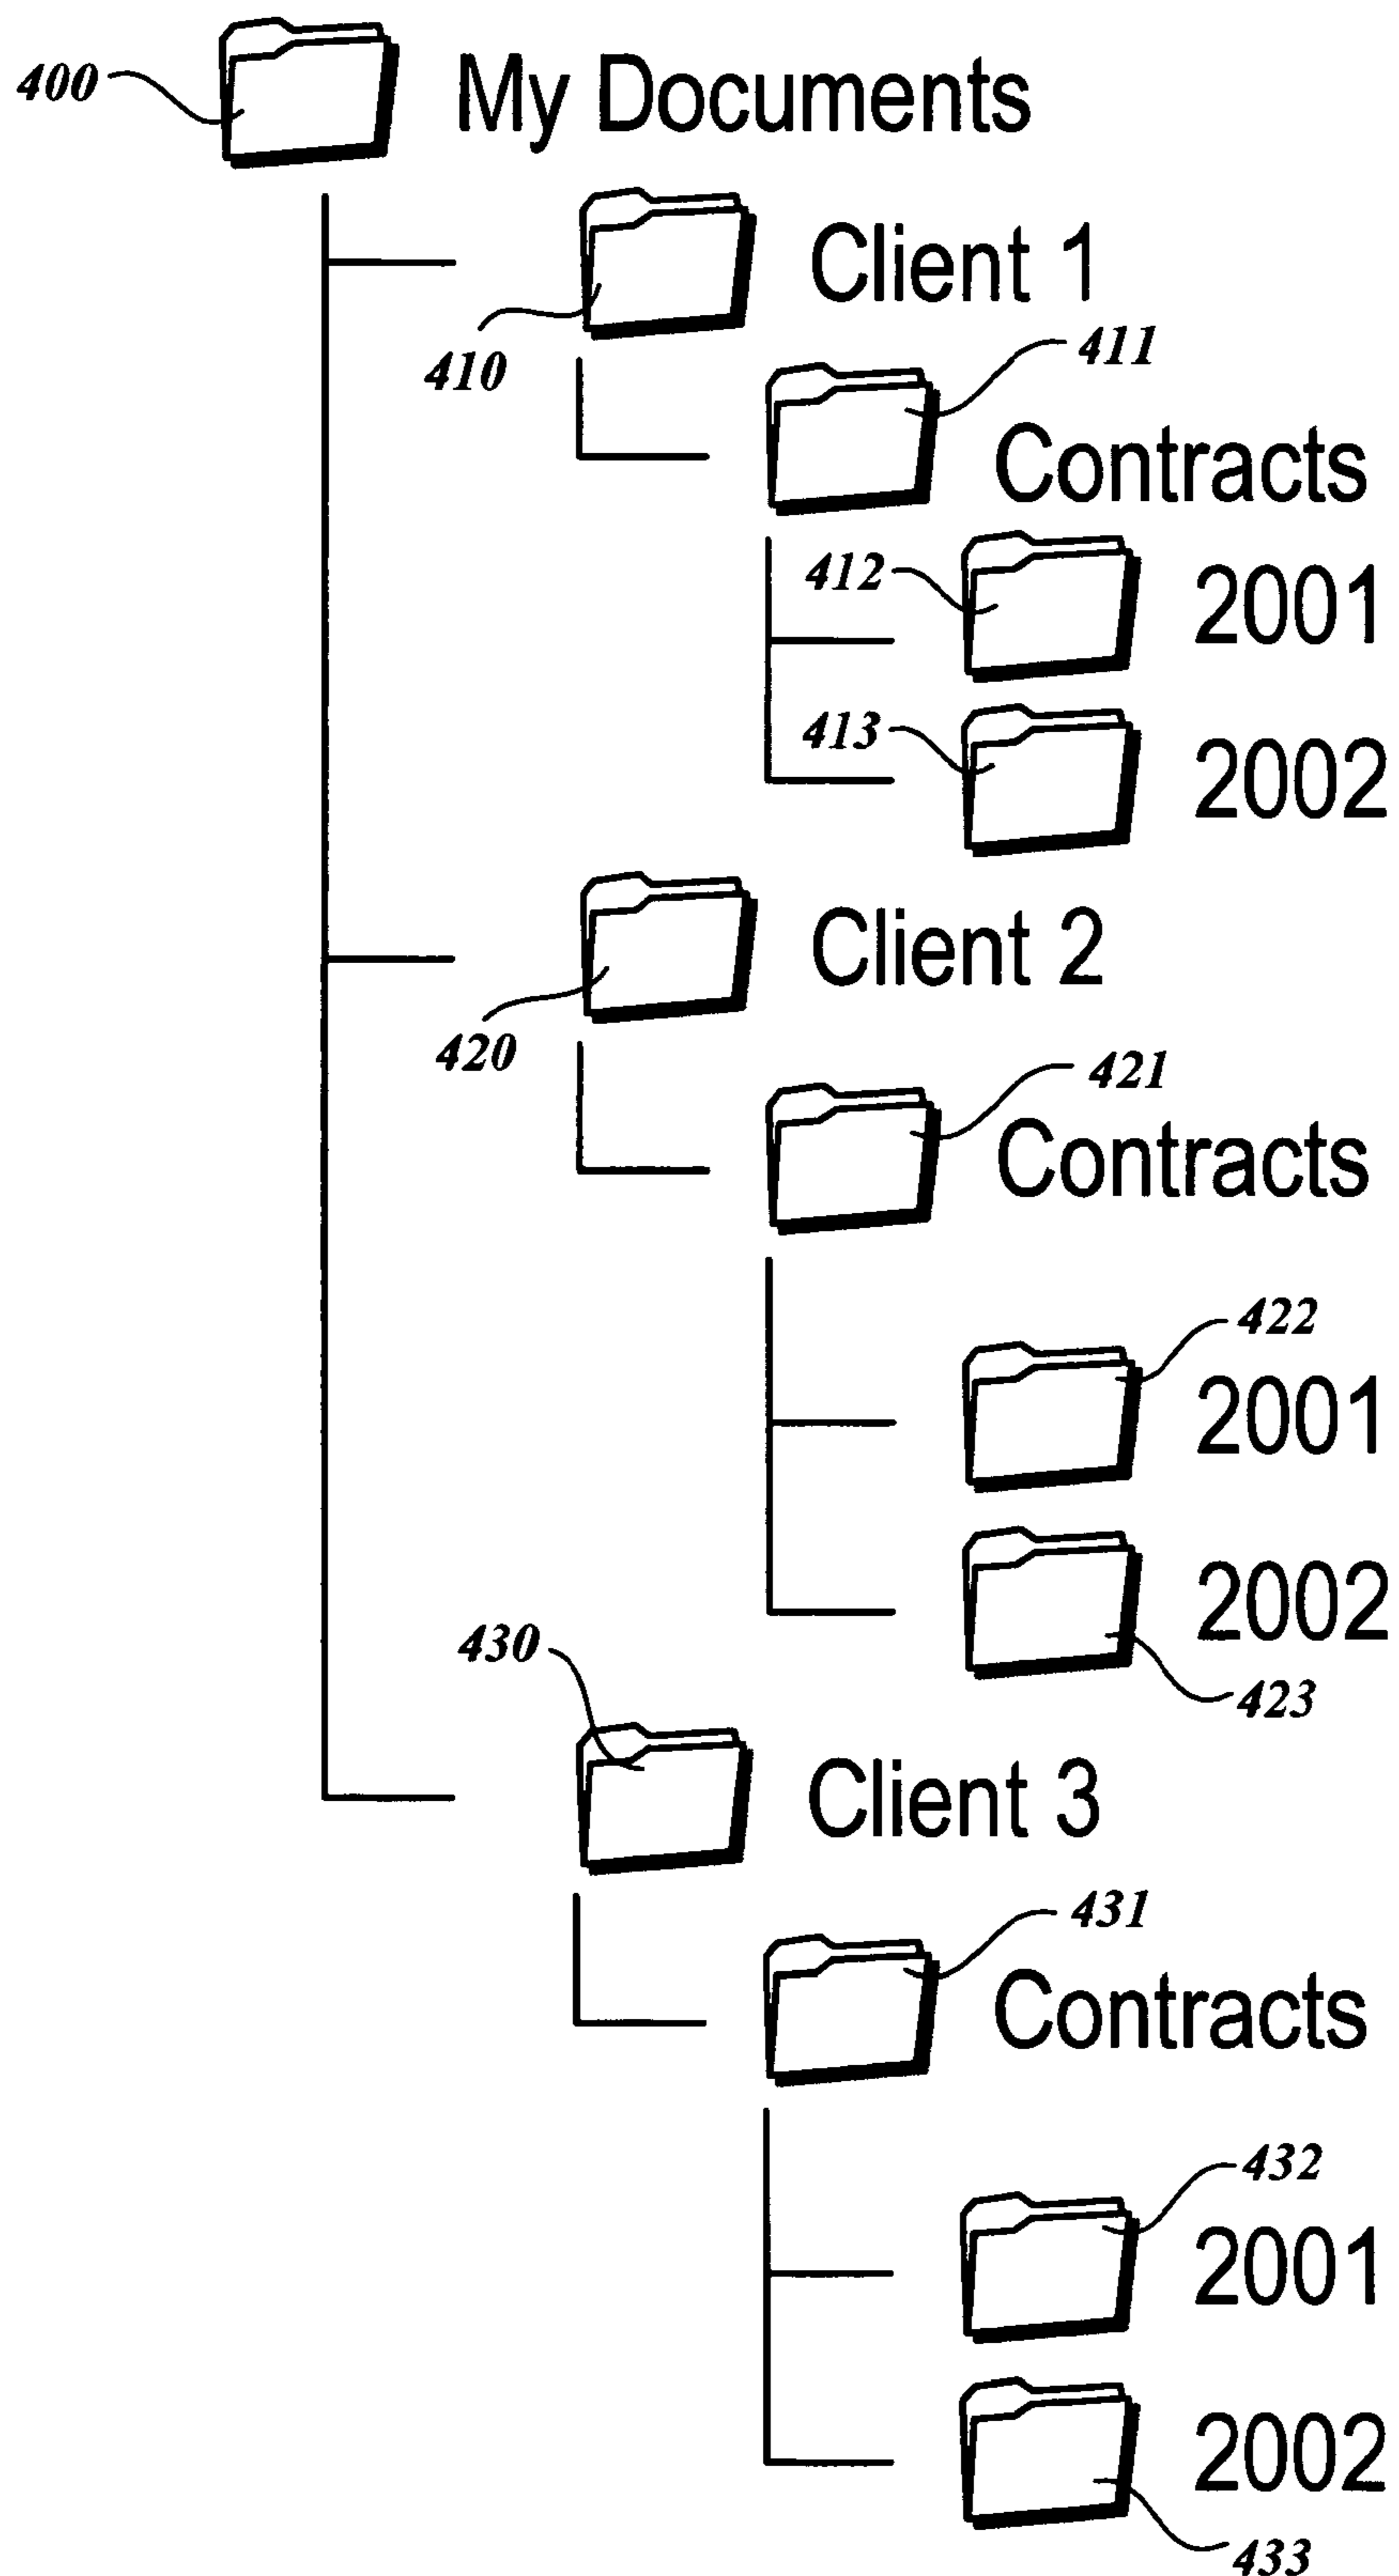 400 My Documents
Client 1
410
411
Contracts
412 2001
413 2002
Client 2
420
421
Contracts
422
2001
2002
423
430
Client 3
431
Contracts
432
2001
2002
433